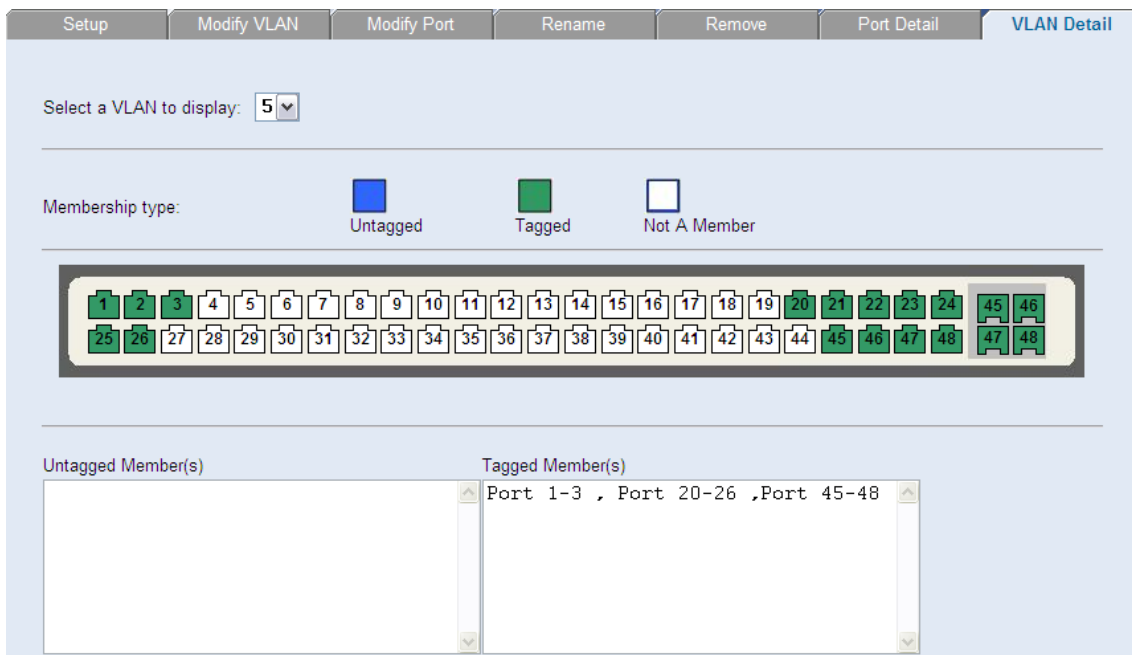 Setup Modify VLAN Modify Port Rename Remove Port Detail VLAN Detail
Select a VLAN to display: 5
Membership type:
Untagged Tagged Not A Member
1 2 3 4 5 6 7 8 9 10 11 12 13 14 15 16 17 18 19 20 21 22 23 24 45 46
25 26 27 28 29 30 31 32 33 34 35 36 37 38 39 40 41 42 43 44 45 46 47 48 47 48
Untagged Member(s) Tagged Member(s)
Port 1-3 , Port 20-26 ,Port 45-48